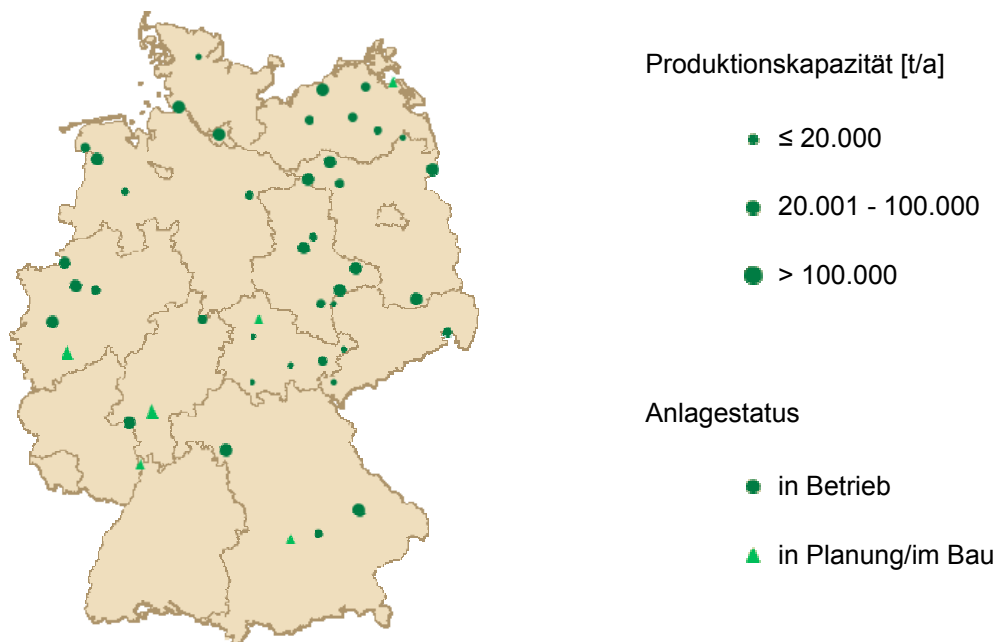 Produktionskapazität [t/a]
≤ 20.000
20.001 - 100.000
> 100.000
Anlagestatus
in Betrieb
in Planung/im Bau